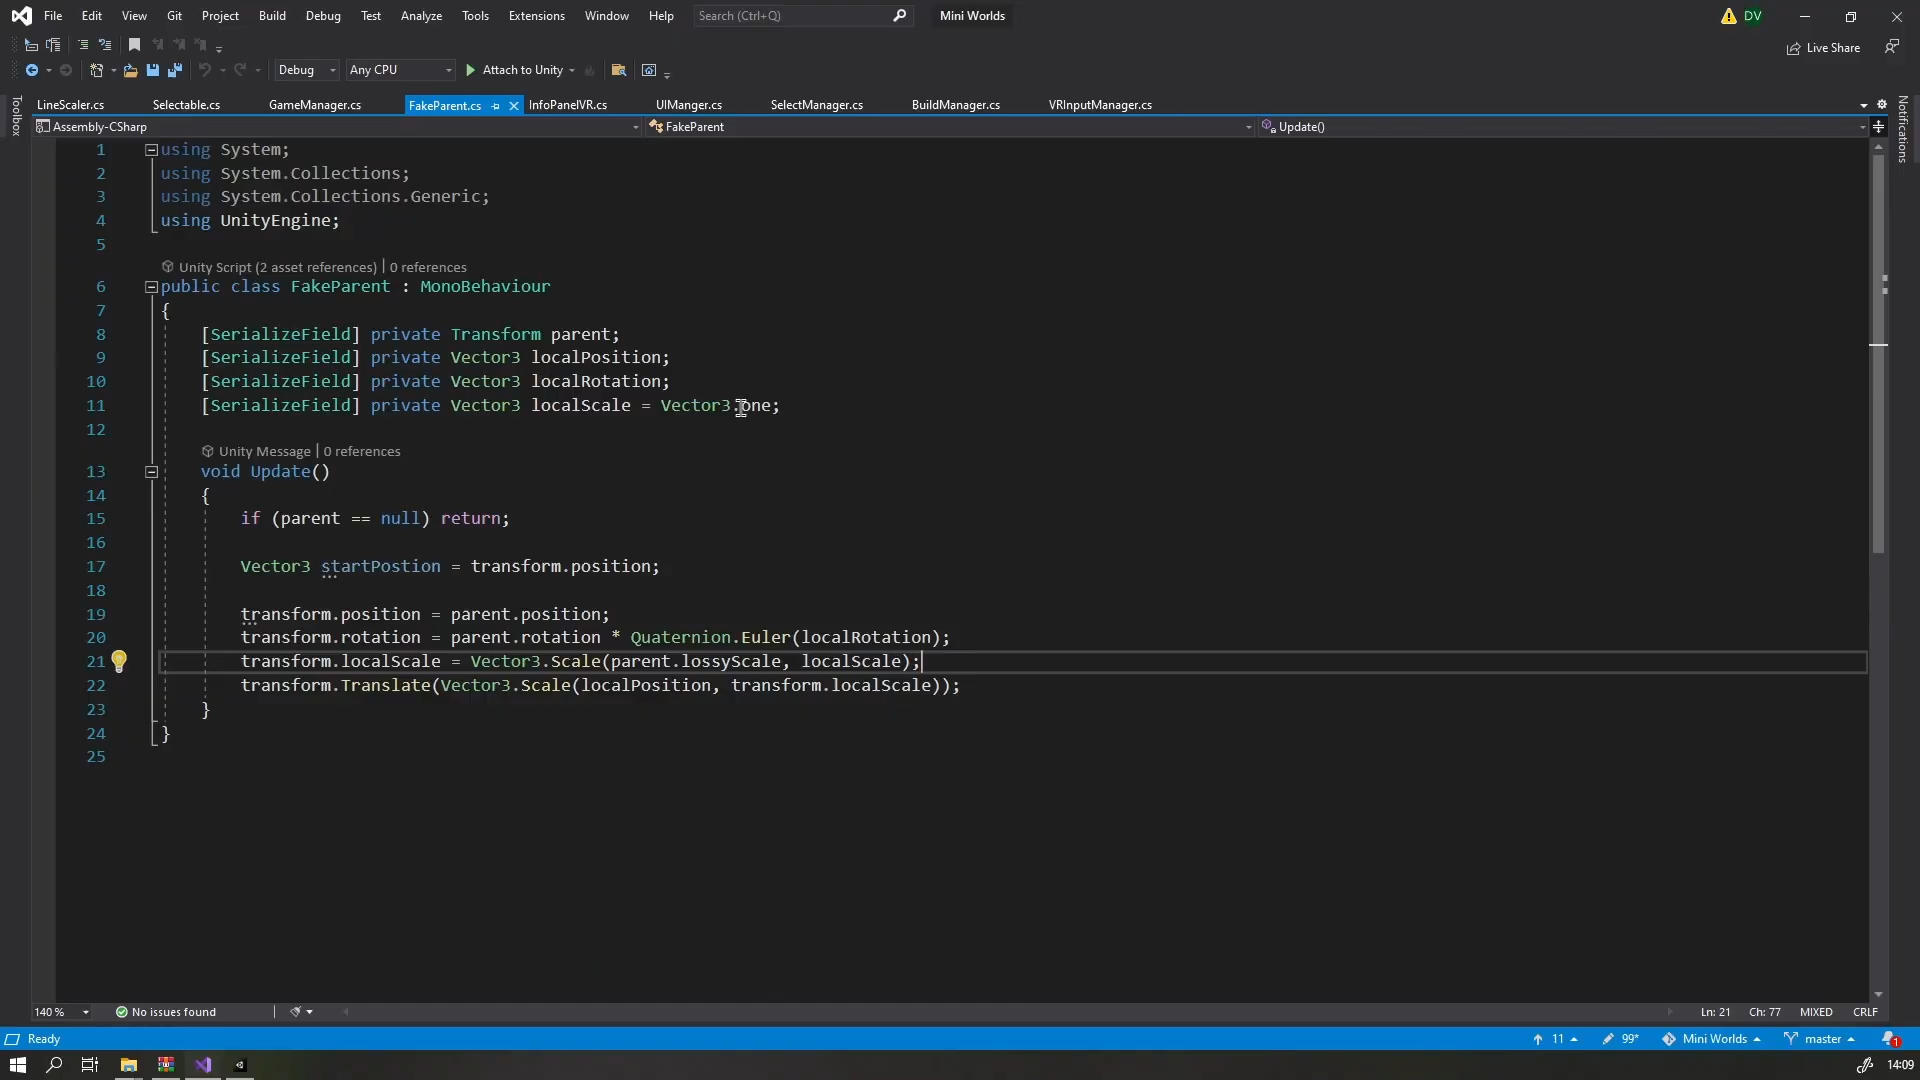 File Edit View Git Project Build Debug Test Analyze Tools Extensions Window Help Search (Ctrl+Q) Mini Worlds DV
Live Share
Debug Any CPU Attach to Unity
Toolbox
LineScaler.cs Selectable.cs GameManager.cs FakeParent.cs InfoPanelVR.cs UIManger.cs SelectManager.cs BuildManager.cs VRInputManager.cs
Notifications
Assembly-CSharp FakeParent Update()
1 using System;
2 using System.Collections;
3 using System.Collections.Generic;
4 using UnityEngine;
5
Unity Script (2 asset references) | 0 references
6 public class FakeParent : MonoBehaviour
7 {
8 [SerializeField] private Transform parent;
9 [SerializeField] private Vector3 localPosition;
10 [SerializeField] private Vector3 localRotation;
11 [SerializeField] private Vector3 localScale = Vector3.one;
12
Unity Message | 0 references
13 void Update()
14 {
15 if (parent == null) return;
16
17 Vector3 startPostion = transform.position;
18
19 transform.position = parent.position;
20 transform.rotation = parent.rotation * Quaternion.Euler(localRotation);
21 transform.localScale = Vector3.Scale(parent.lossyScale, localScale);
22 transform.Translate(Vector3.Scale(localPosition, transform.localScale));
23 }
24 }
25
140 % No issues found Ln: 21 Ch: 77 MIXED CRLF
Ready 11 99* Mini Worlds master 1
14:09